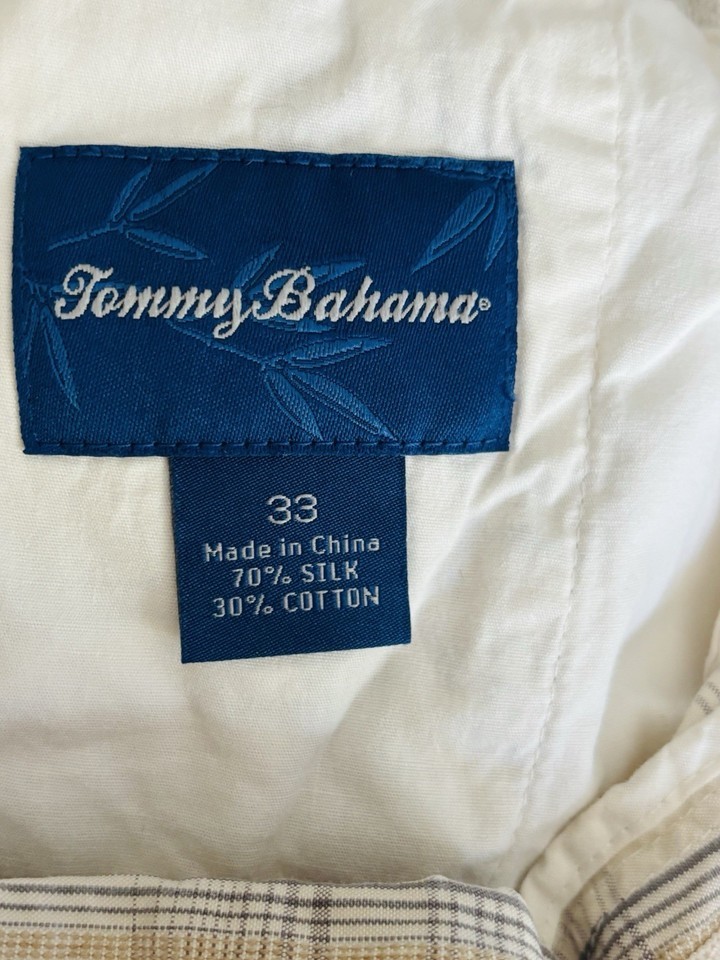 Tommy Bahama®
33
Made in China
70% SILK
30% COTTON